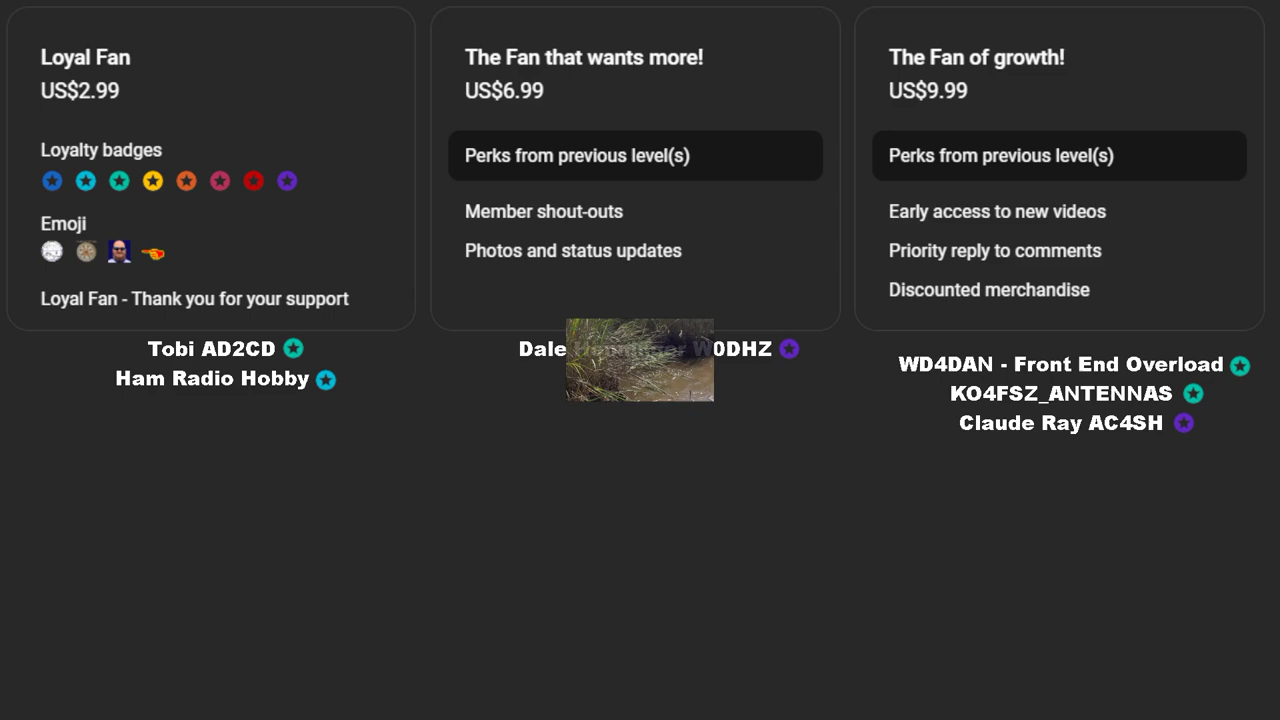 Loyal Fan
US$2.99
Loyalty badges
Emoji
Loyal Fan - Thank you for your support
The Fan that wants more!
US$6.99
Perks from previous level(s)
Member shout-outs
Photos and status updates
The Fan of growth!
US$9.99
Perks from previous level(s)
Early access to new videos
Priority reply to comments
Discounted merchandise
Tobi AD2CD
Ham Radio Hobby
Dale W0DHZ
WD4DAN - Front End Overload
KO4FSZ_ANTENNAS
Claude Ray AC4SH